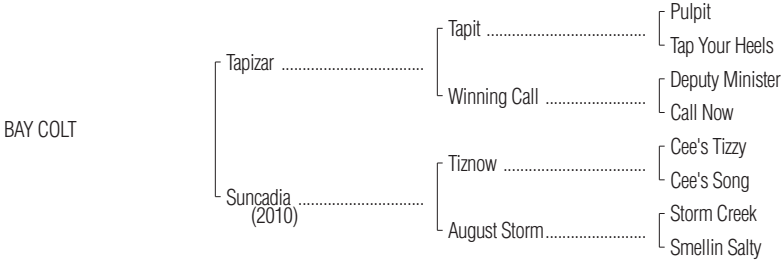 Pulpit
Tapit ..............................
Tap Your Heels
Tapizar ..................................
Deputy Minister
Winning Call ........................
Call Now
BAY COLT
Cee's Tizzy
Tiznow ..................................
Cee's Song
Suncadia ..............................
(2010)
Storm Creek
August Storm........................
Smellin Salty